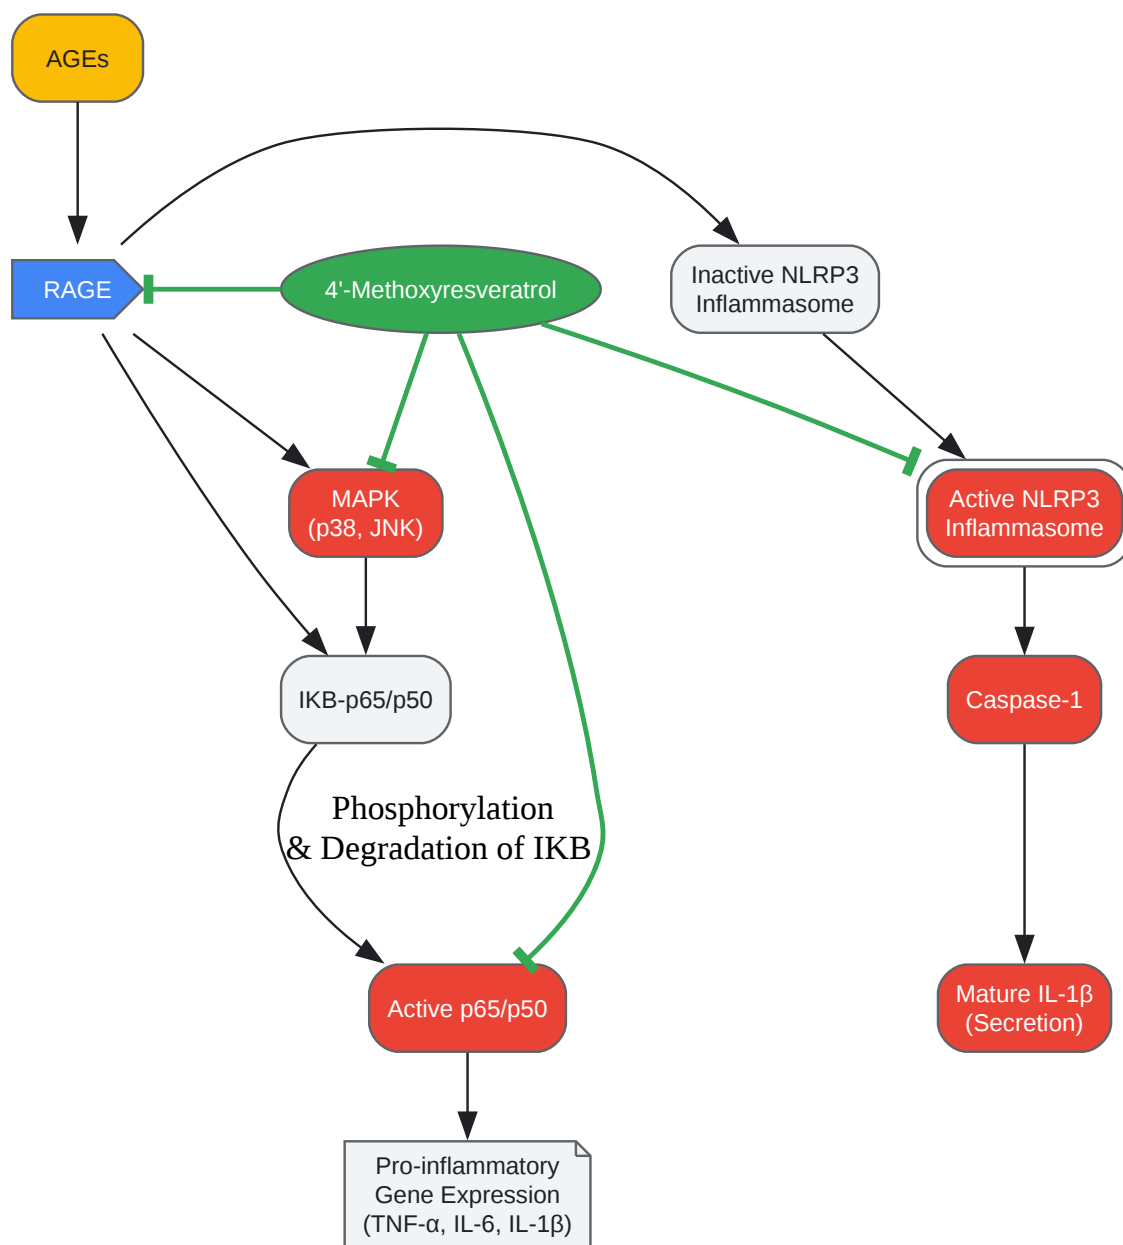 AGEs
RAGE
4'-Methoxyresveratrol
Inactive NLRP3
Inflammasome
MAPK
(p38, JNK)
Active NLRP3
Inflammasome
IKB-p65/p50
Caspase-1
Phosphorylation
& Degradation of IKB
Active p65/p50
Mature IL-1β
(Secretion)
Pro-inflammatory
Gene Expression
(TNF-α, IL-6, IL-1β)